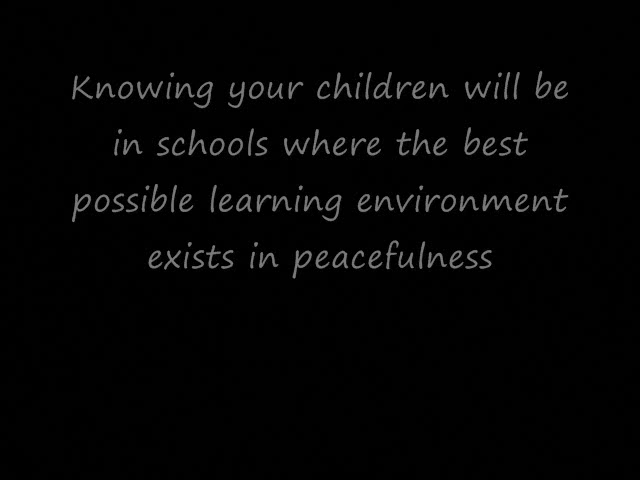 Knowing your children will be
in schools where the best
possible learning environment
exists in peacefulness